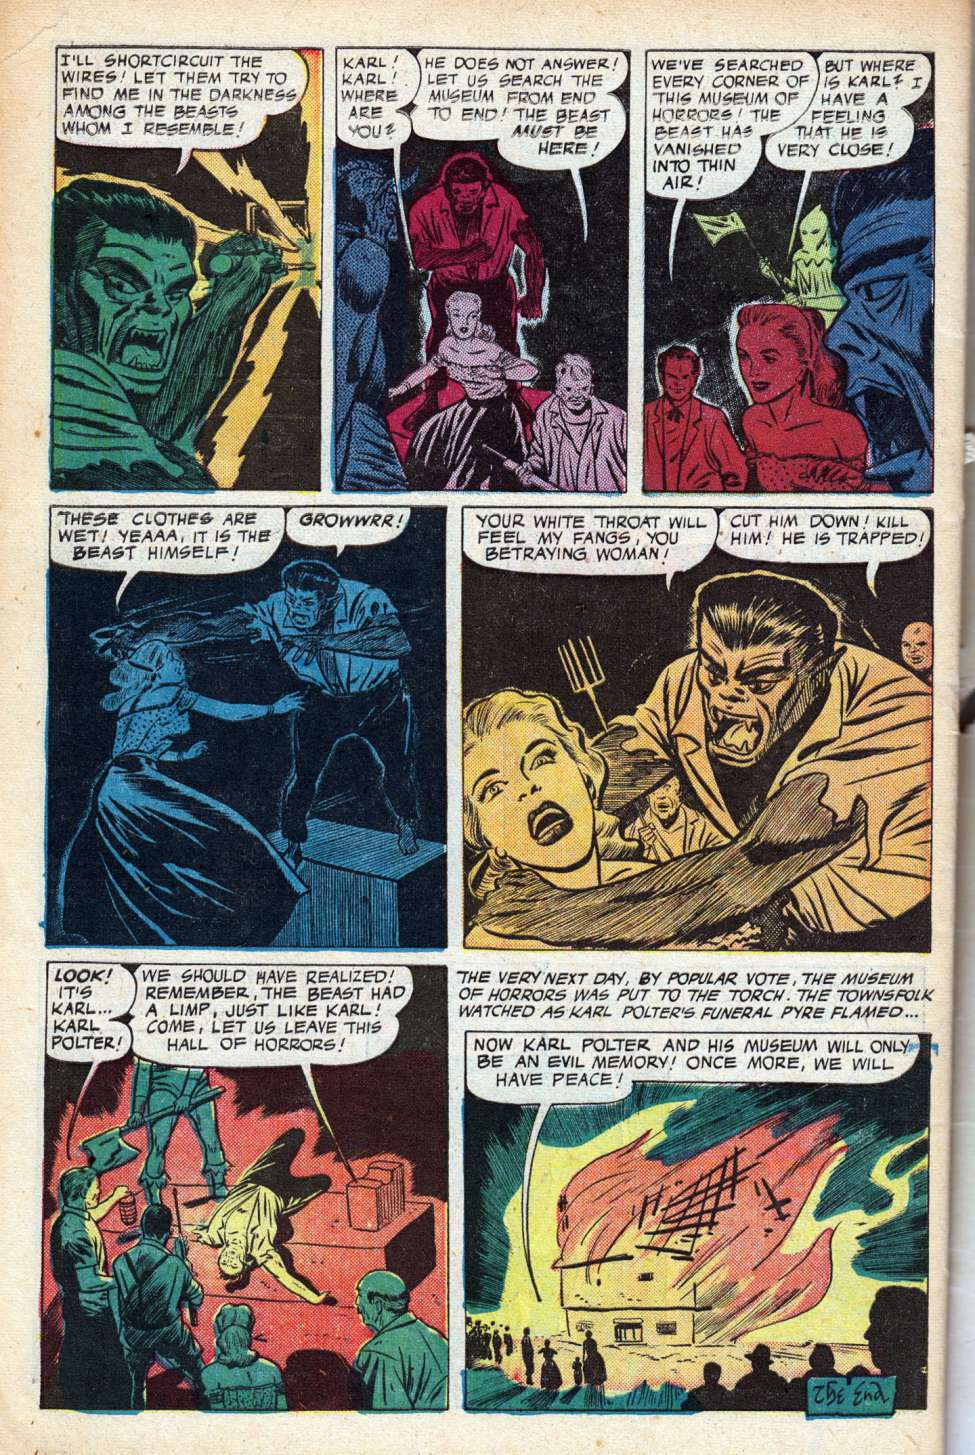 I'LL SHORTCIRCUIT THE
WIRES! LET THEM TRY TO
FIND ME IN THE DARKNESS
AMONG THE BEASTS
WHOM I RESEMBLE!
KARL!
KARL!
WHERE
ARE
YOU?
HE DOES NOT ANSWER!
LET US SEARCH THE
MUSEUM FROM END
TO END! THE BEAST
MUST BE
HERE!
WE'VE SEARCHED
EVERY CORNER OF
THIS MUSEUM OF
HORRORS! THE
BEAST HAS
VANISHED
INTO THIN
AIR!
BUT WHERE
IS KARL? I
HAVE A
FEELING
THAT HE IS
VERY CLOSE!
THESE CLOTHES ARE
WET! YEAAA, IT IS THE
BEAST HIMSELF!
GROWWRR!
YOUR WHITE THROAT WILL
FEEL MY FANGS, YOU
BETRAYING WOMAN!
CUT HIM DOWN! KILL
HIM! HE IS TRAPPED!
LOOK!
IT'S
KARL...
KARL
POLTER!
WE SHOULD HAVE REALIZED!
REMEMBER, THE BEAST HAD
A LIMP, JUST LIKE KARL!
COME, LET US LEAVE THIS
HALL OF HORRORS!
THE VERY NEXT DAY, BY POPULAR VOTE, THE MUSEUM
OF HORRORS WAS PUT TO THE TORCH. THE TOWNSFOLK
WATCHED AS KARL POLTER'S FUNERAL PYRE FLAMED...
NOW KARL POLTER AND HIS MUSEUM WILL ONLY
BE AN EVIL MEMORY! ONCE MORE, WE WILL
HAVE PEACE!
The End